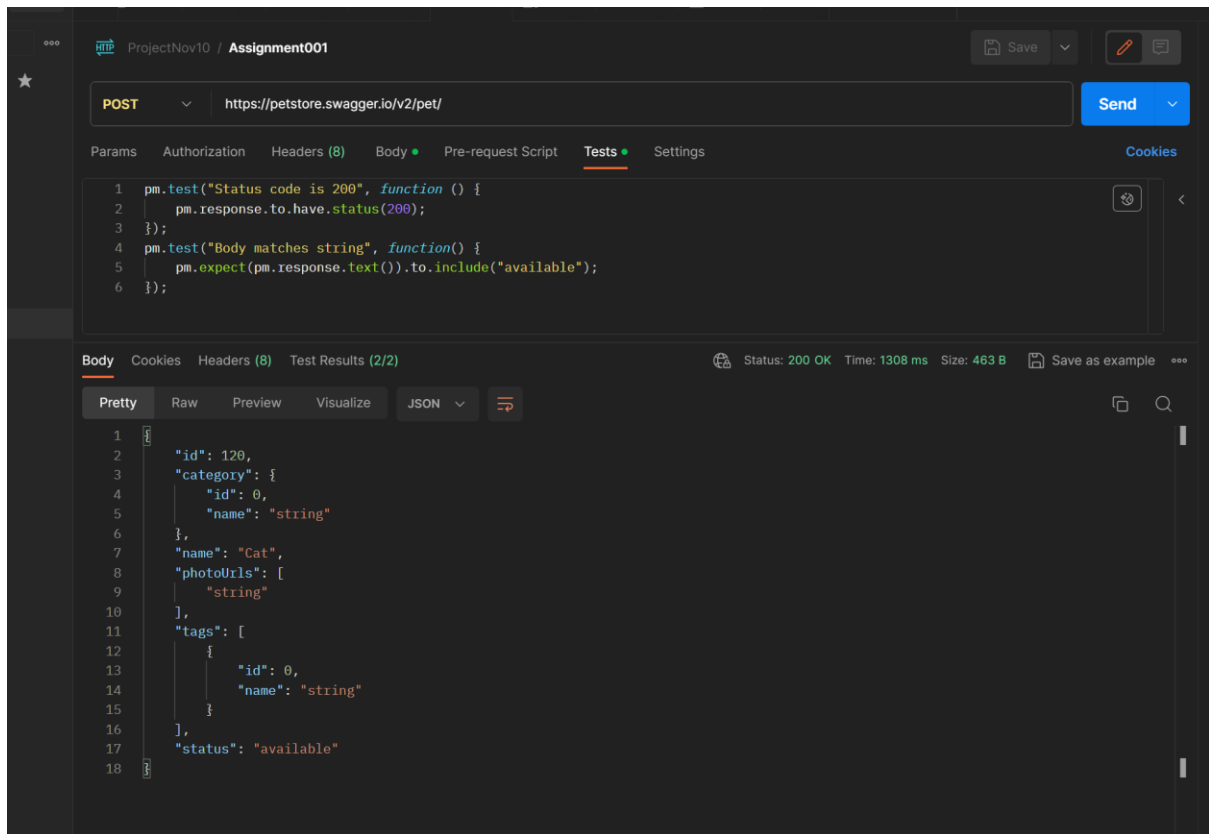 HTTP ProjectNov10 / Assignment001 Save
POST https://petstore.swagger.io/v2/pet/ Send
Params Authorization Headers (8) Body Pre-request Script Tests Settings Cookies
1 pm.test("Status code is 200", function () {
2 pm.response.to.have.status(200);
3 });
4 pm.test("Body matches string", function() {
5 pm.expect(pm.response.text()).to.include("available");
6 });
Body Cookies Headers (8) Test Results (2/2) Status: 200 OK Time: 1308 ms Size: 463 B Save as example
Pretty Raw Preview Visualize JSON
1 {
2 "id": 120,
3 "category": {
4 "id": 0,
5 "name": "string"
6 },
7 "name": "Cat",
8 "photoUrls": [
9 "string"
10 ],
11 "tags": [
12 {
13 "id": 0,
14 "name": "string"
15 }
16 ],
17 "status": "available"
18 }